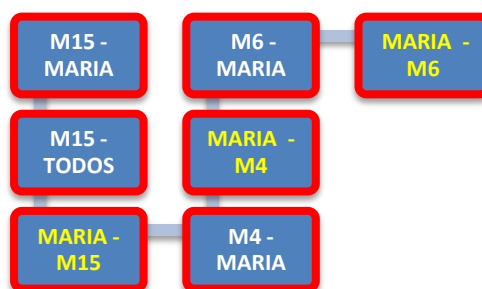 M15 -
MARIA
M15 -
TODOS
MARIA -
M15
M4 -
MARIA
MARIA -
M4
M6 -
MARIA
MARIA -
M6